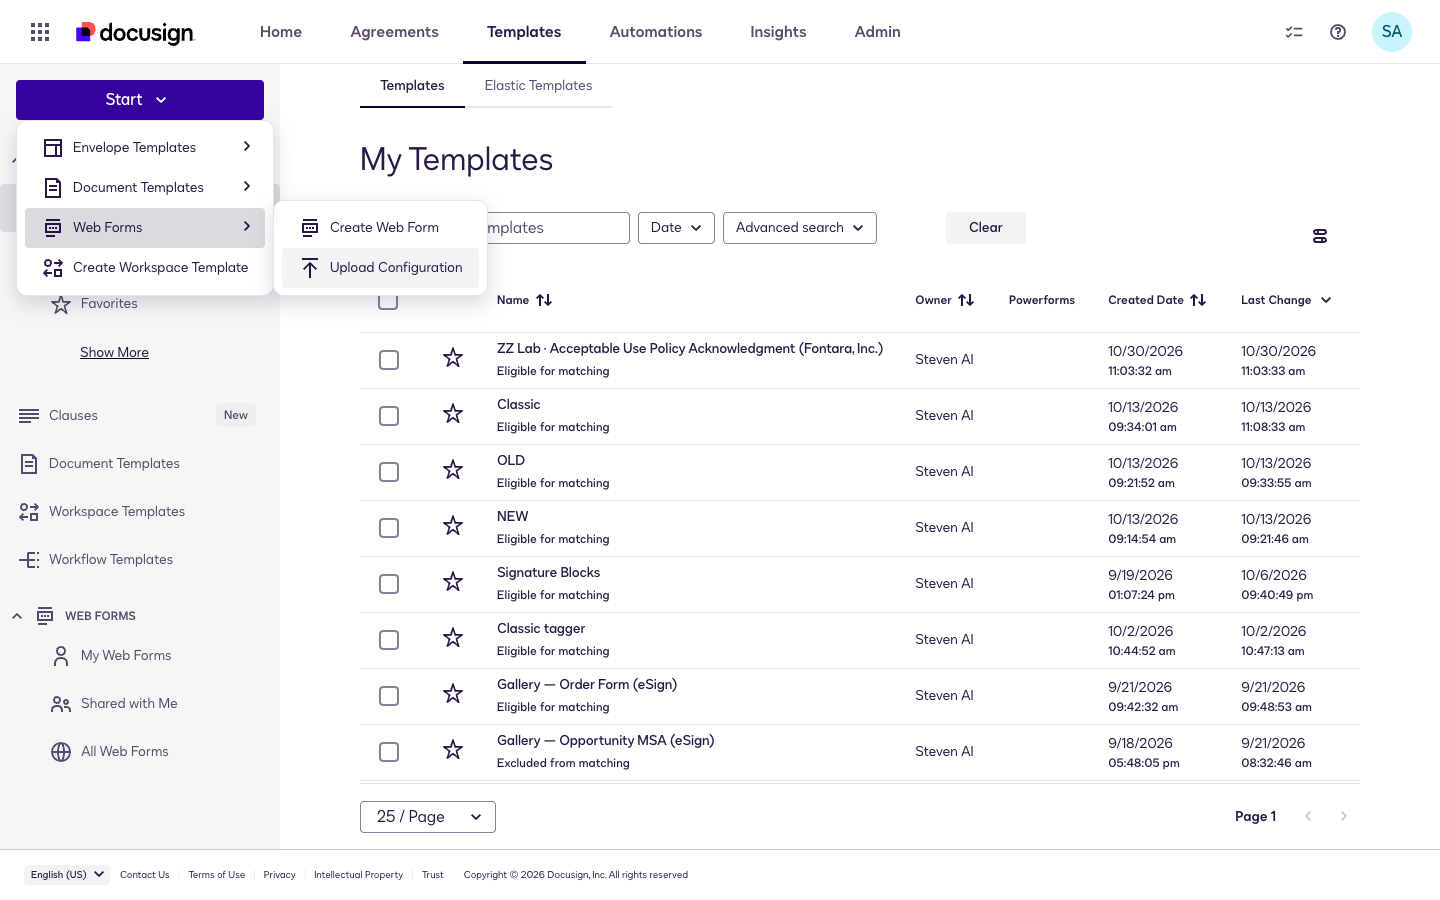 docusign
Home
Agreements
Templates
Automations
Insights
Admin
SA
Start
Envelope Templates
Document Templates
Web Forms
Create Workspace Template
Create Web Form
Upload Configuration
Favorites
Show More
Clauses
New
Document Templates
Workspace Templates
Workflow Templates
WEB FORMS
My Web Forms
Shared with Me
All Web Forms
Templates
Elastic Templates
My Templates
Date
Advanced search
Clear
Name
Owner
Powerforms
Created Date
Last Change
ZZ Lab · Acceptable Use Policy Acknowledgment (Fontara, Inc.)
Eligible for matching
Steven Al
10/30/2026
11:03:32 am
10/30/2026
11:03:33 am
Classic
Eligible for matching
Steven Al
10/13/2026
09:34:01 am
10/13/2026
11:08:33 am
OLD
Eligible for matching
Steven Al
10/13/2026
09:21:52 am
10/13/2026
09:33:55 am
NEW
Eligible for matching
Steven Al
10/13/2026
09:14:54 am
10/13/2026
09:21:46 am
Signature Blocks
Eligible for matching
Steven Al
9/19/2026
01:07:24 pm
10/6/2026
09:40:49 pm
Classic tagger
Eligible for matching
Steven Al
10/2/2026
10:44:52 am
10/2/2026
10:47:13 am
Gallery — Order Form (eSign)
Eligible for matching
Steven Al
9/21/2026
09:42:32 am
9/21/2026
09:48:53 am
Gallery — Opportunity MSA (eSign)
Excluded from matching
Steven Al
9/18/2026
05:48:05 pm
9/21/2026
08:32:46 am
25 / Page
Page 1
English (US)
Contact Us
Terms of Use
Privacy
Intellectual Property
Trust
Copyright © 2026 Docusign, Inc. All rights reserved